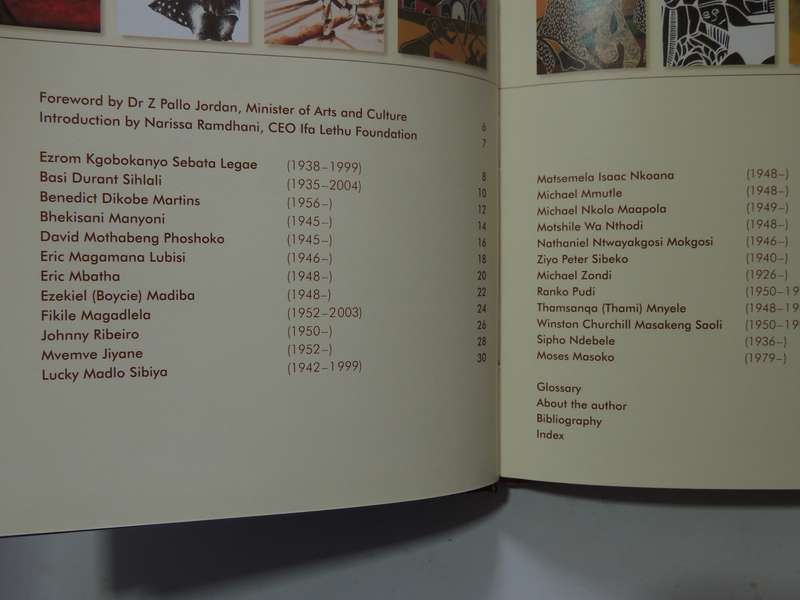 Foreword by Dr Z Pallo Jordan, Minister of Arts and Culture 6
Introduction by Narissa Ramdhani, CEO Ifa Lethu Foundation 7
Ezrom Kgobokanyo Sebata Legae (1938–1999) 8
Basi Durant Sihlali (1935–2004) 10
Benedict Dikobe Martins (1956–) 12
Bhekisani Manyoni (1945–) 14
David Mothabeng Phoshoko (1945–) 16
Eric Magamana Lubisi (1946–) 18
Eric Mbatha (1948–) 20
Ezekiel (Boycie) Madiba (1948–) 22
Fikile Magadlela (1952–2003) 24
Johnny Ribeiro (1950–) 26
Mvemve Jiyane (1952–) 28
Lucky Madlo Sibiya (1942–1999) 30
Matsemela Isaac Nkoana (1948–)
Michael Mmutle (1948–)
Michael Nkolo Maapola (1949–)
Motshile Wa Nthodi (1948–)
Nathaniel Ntwayakgosi Mokgosi (1946–)
Ziyo Peter Sibeko (1940–)
Michael Zondi (1926–)
Ranko Pudi (1950–19
Thamsanqa (Thami) Mnyele (1948–19
Winston Churchill Masakeng Saoli (1950–19
Sipho Ndebele (1936–)
Moses Masoko (1979–)
Glossary
About the author
Bibliography
Index